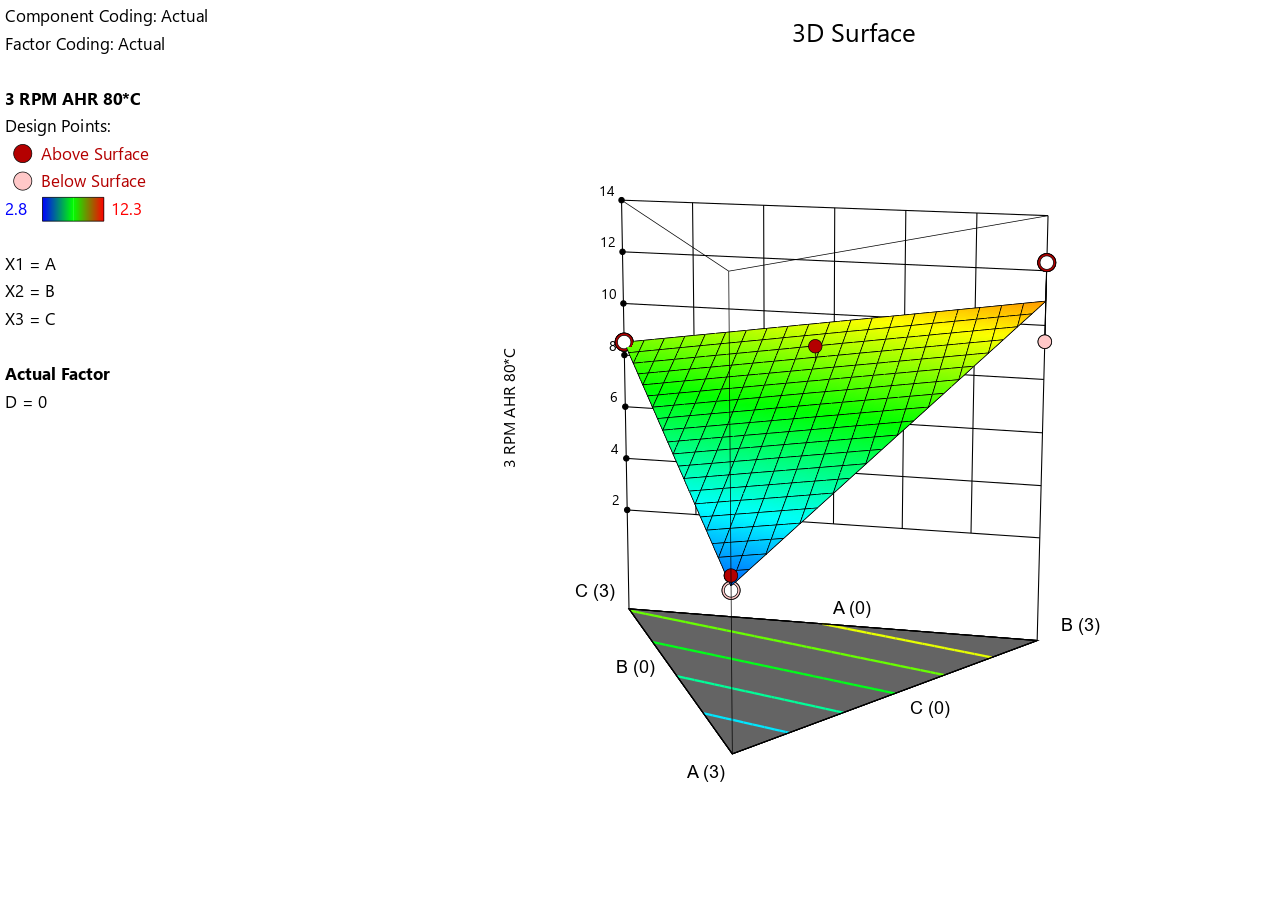 Component Coding: Actual
Factor Coding: Actual
3D Surface
3 RPM AHR 80*C
Design Points:
Above Surface
Below Surface
2.8 12.3
X1 = A
X2 = B
X3 = C
Actual Factor
D = 0
14
12
10
8
6
4
2
3 RPM AHR 80*C
C (3)
A (0)
B (3)
B (0)
C (0)
A (3)